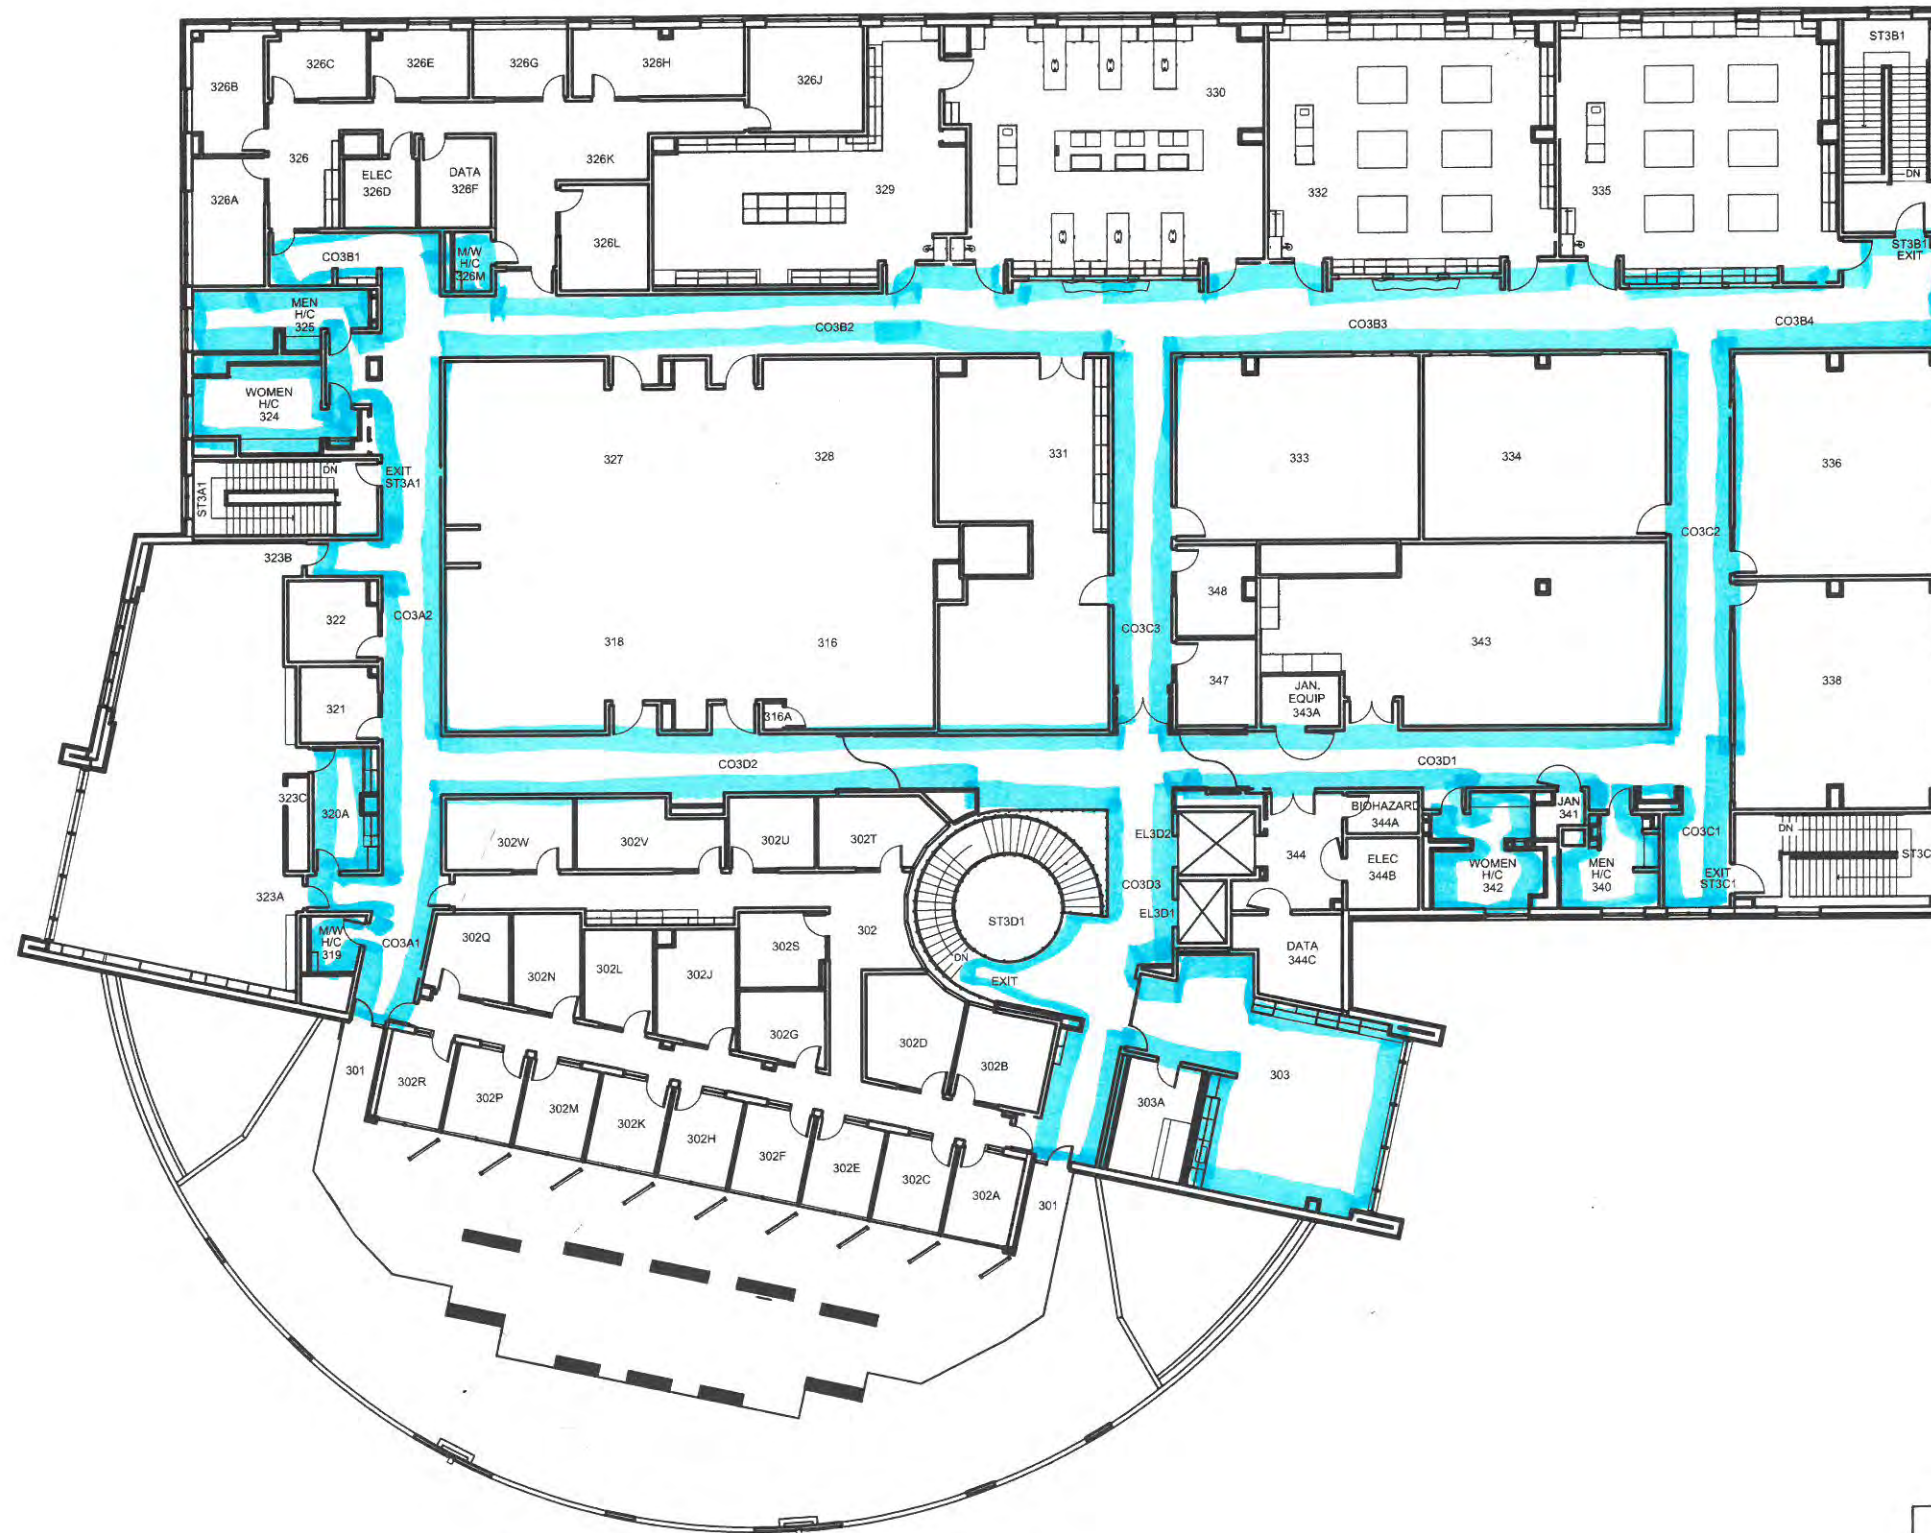 326B
326C
326E
326G
326H
326J
330
ST3B1
326
326K
ELEC
326D
DATA
326F
326A
329
332
335
DN
326L
CO3B1
M/W
H/C
326M
ST3B1
EXIT
MEN
H/C
325
CO3B2
CO3B3
CO3B4
WOMEN
H/C
324
327
328
331
333
334
336
DN
EXIT
ST3A1
ST3A1
CO3C2
323B
322
CO3A2
348
318
316
CO3C3
343
347
338
321
316A
JAN.
EQUIP
343A
CO3D2
CO3D1
323C
320A
BIOHAZARD
344A
JAN
341
302W
302V
302U
302T
EL3D2
344
CO3C1
DN
ST3C
ELEC
344B
WOMEN
H/C
342
MEN
H/C
340
EXIT
ST3C1
323A
CO3D3
EL3D1
ST3D1
302
M/W
H/C
319
CO3A1
302Q
302N
302L
302J
302S
DATA
344C
DN
EXIT
302G
302D
302B
301
302R
302P
302M
302K
302H
302F
302E
302C
302A
303
303A
301